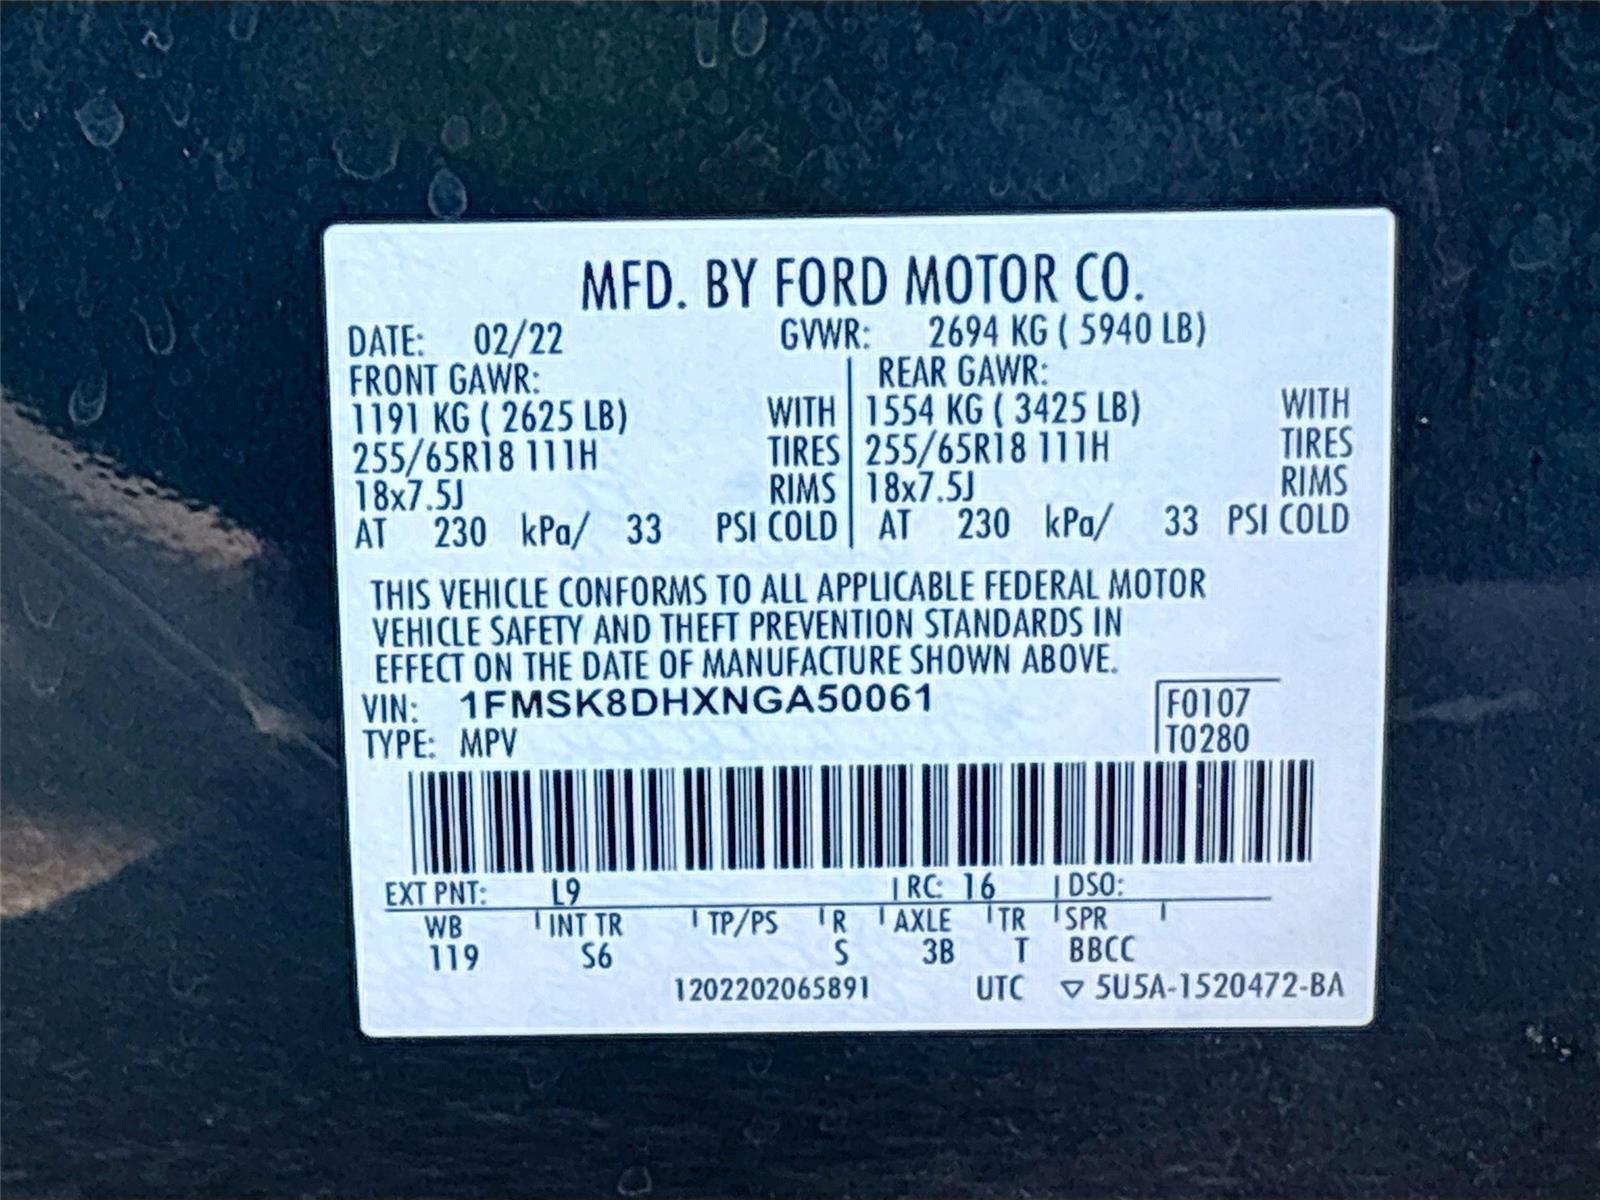 MFD. BY FORD MOTOR CO.
DATE: 02/22 GVWR: 2694 KG ( 5940 LB)
FRONT GAWR: REAR GAWR:
1191 KG ( 2625 LB) WITH 1554 KG ( 3425 LB) WITH
255/65R18 111H TIRES 255/65R18 111H TIRES
18x7.5J RIMS 18x7.5J RIMS
AT 230 kPa/ 33 PSI COLD AT 230 kPa/ 33 PSI COLD
THIS VEHICLE CONFORMS TO ALL APPLICABLE FEDERAL MOTOR
VEHICLE SAFETY AND THEFT PREVENTION STANDARDS IN
EFFECT ON THE DATE OF MANUFACTURE SHOWN ABOVE.
VIN: 1FMSK8DHXNGA50061 F0107
TYPE: MPV T0280
EXT PNT: L9 RC: 16 DSO:
WB INT TR TP/PS R AXLE TR SPR
119 S6 S 3B T BBCC
1202202065891 UTC ▽ 5U5A-1520472-BA